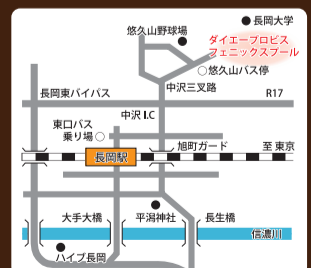 長岡大学
悠久山野球場
ダイエープロビス
フェニックスプール
悠久山バス停
中沢三叉路
長岡東バイパス
R17
中沢 I.C
東口バス
乗り場
旭町ガード
至 東京
長岡駅
大手大橋
平潟神社
長生橋
信濃川
ハイブ長岡